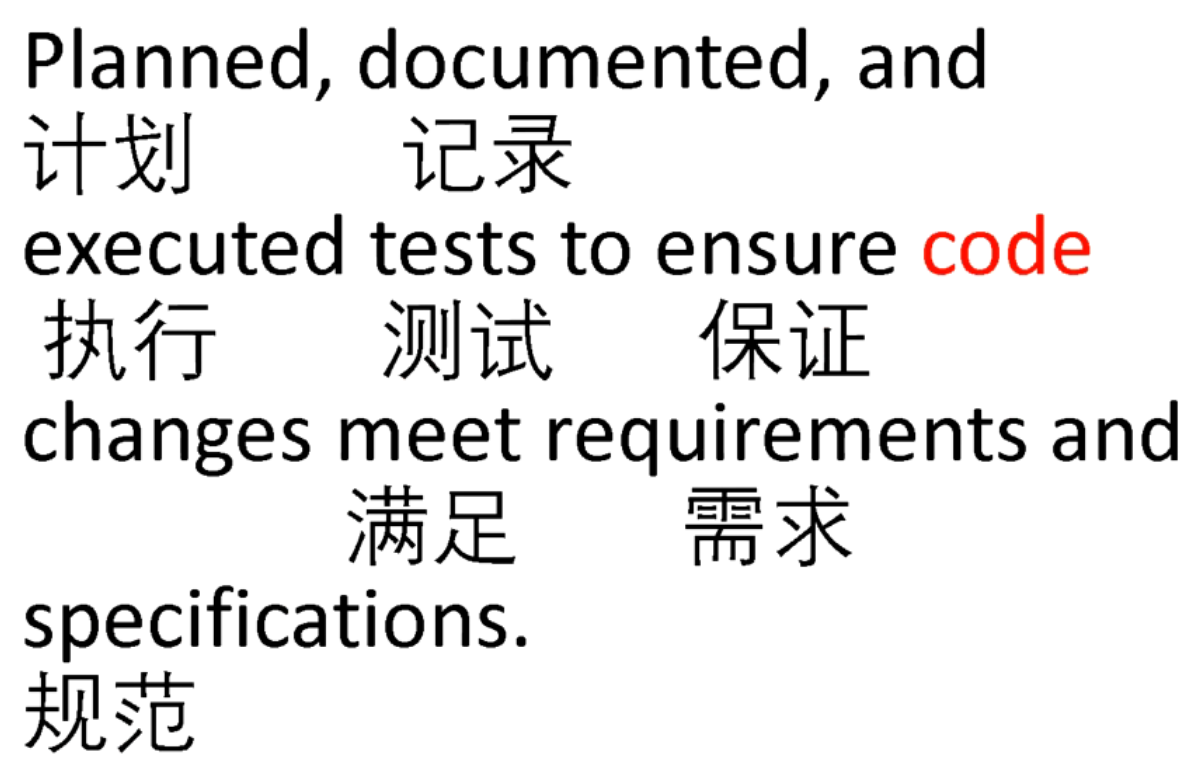 Planned, documented, and
计划 记录
executed tests to ensure code
执行 测试 保证
changes meet requirements and
满足 需求
specifications.
规范